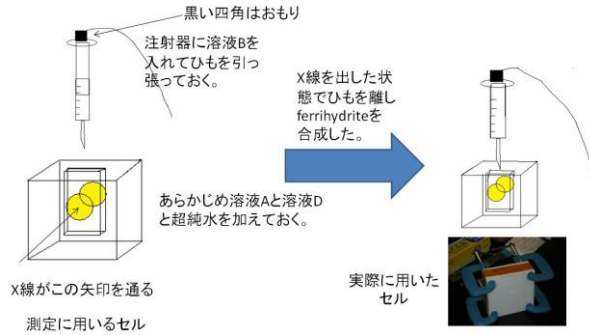 黒い四角はおもり
注射器に溶液Bを
入れてひもを引っ
張っておく。
X線を出した状
態でひもを離し
ferrihydriteを
合成した。
あらかじめ溶液Aと溶液D
と超純水を加えておく。
X線がこの矢印を通る
測定に用いるセル
実際に用いた
セル